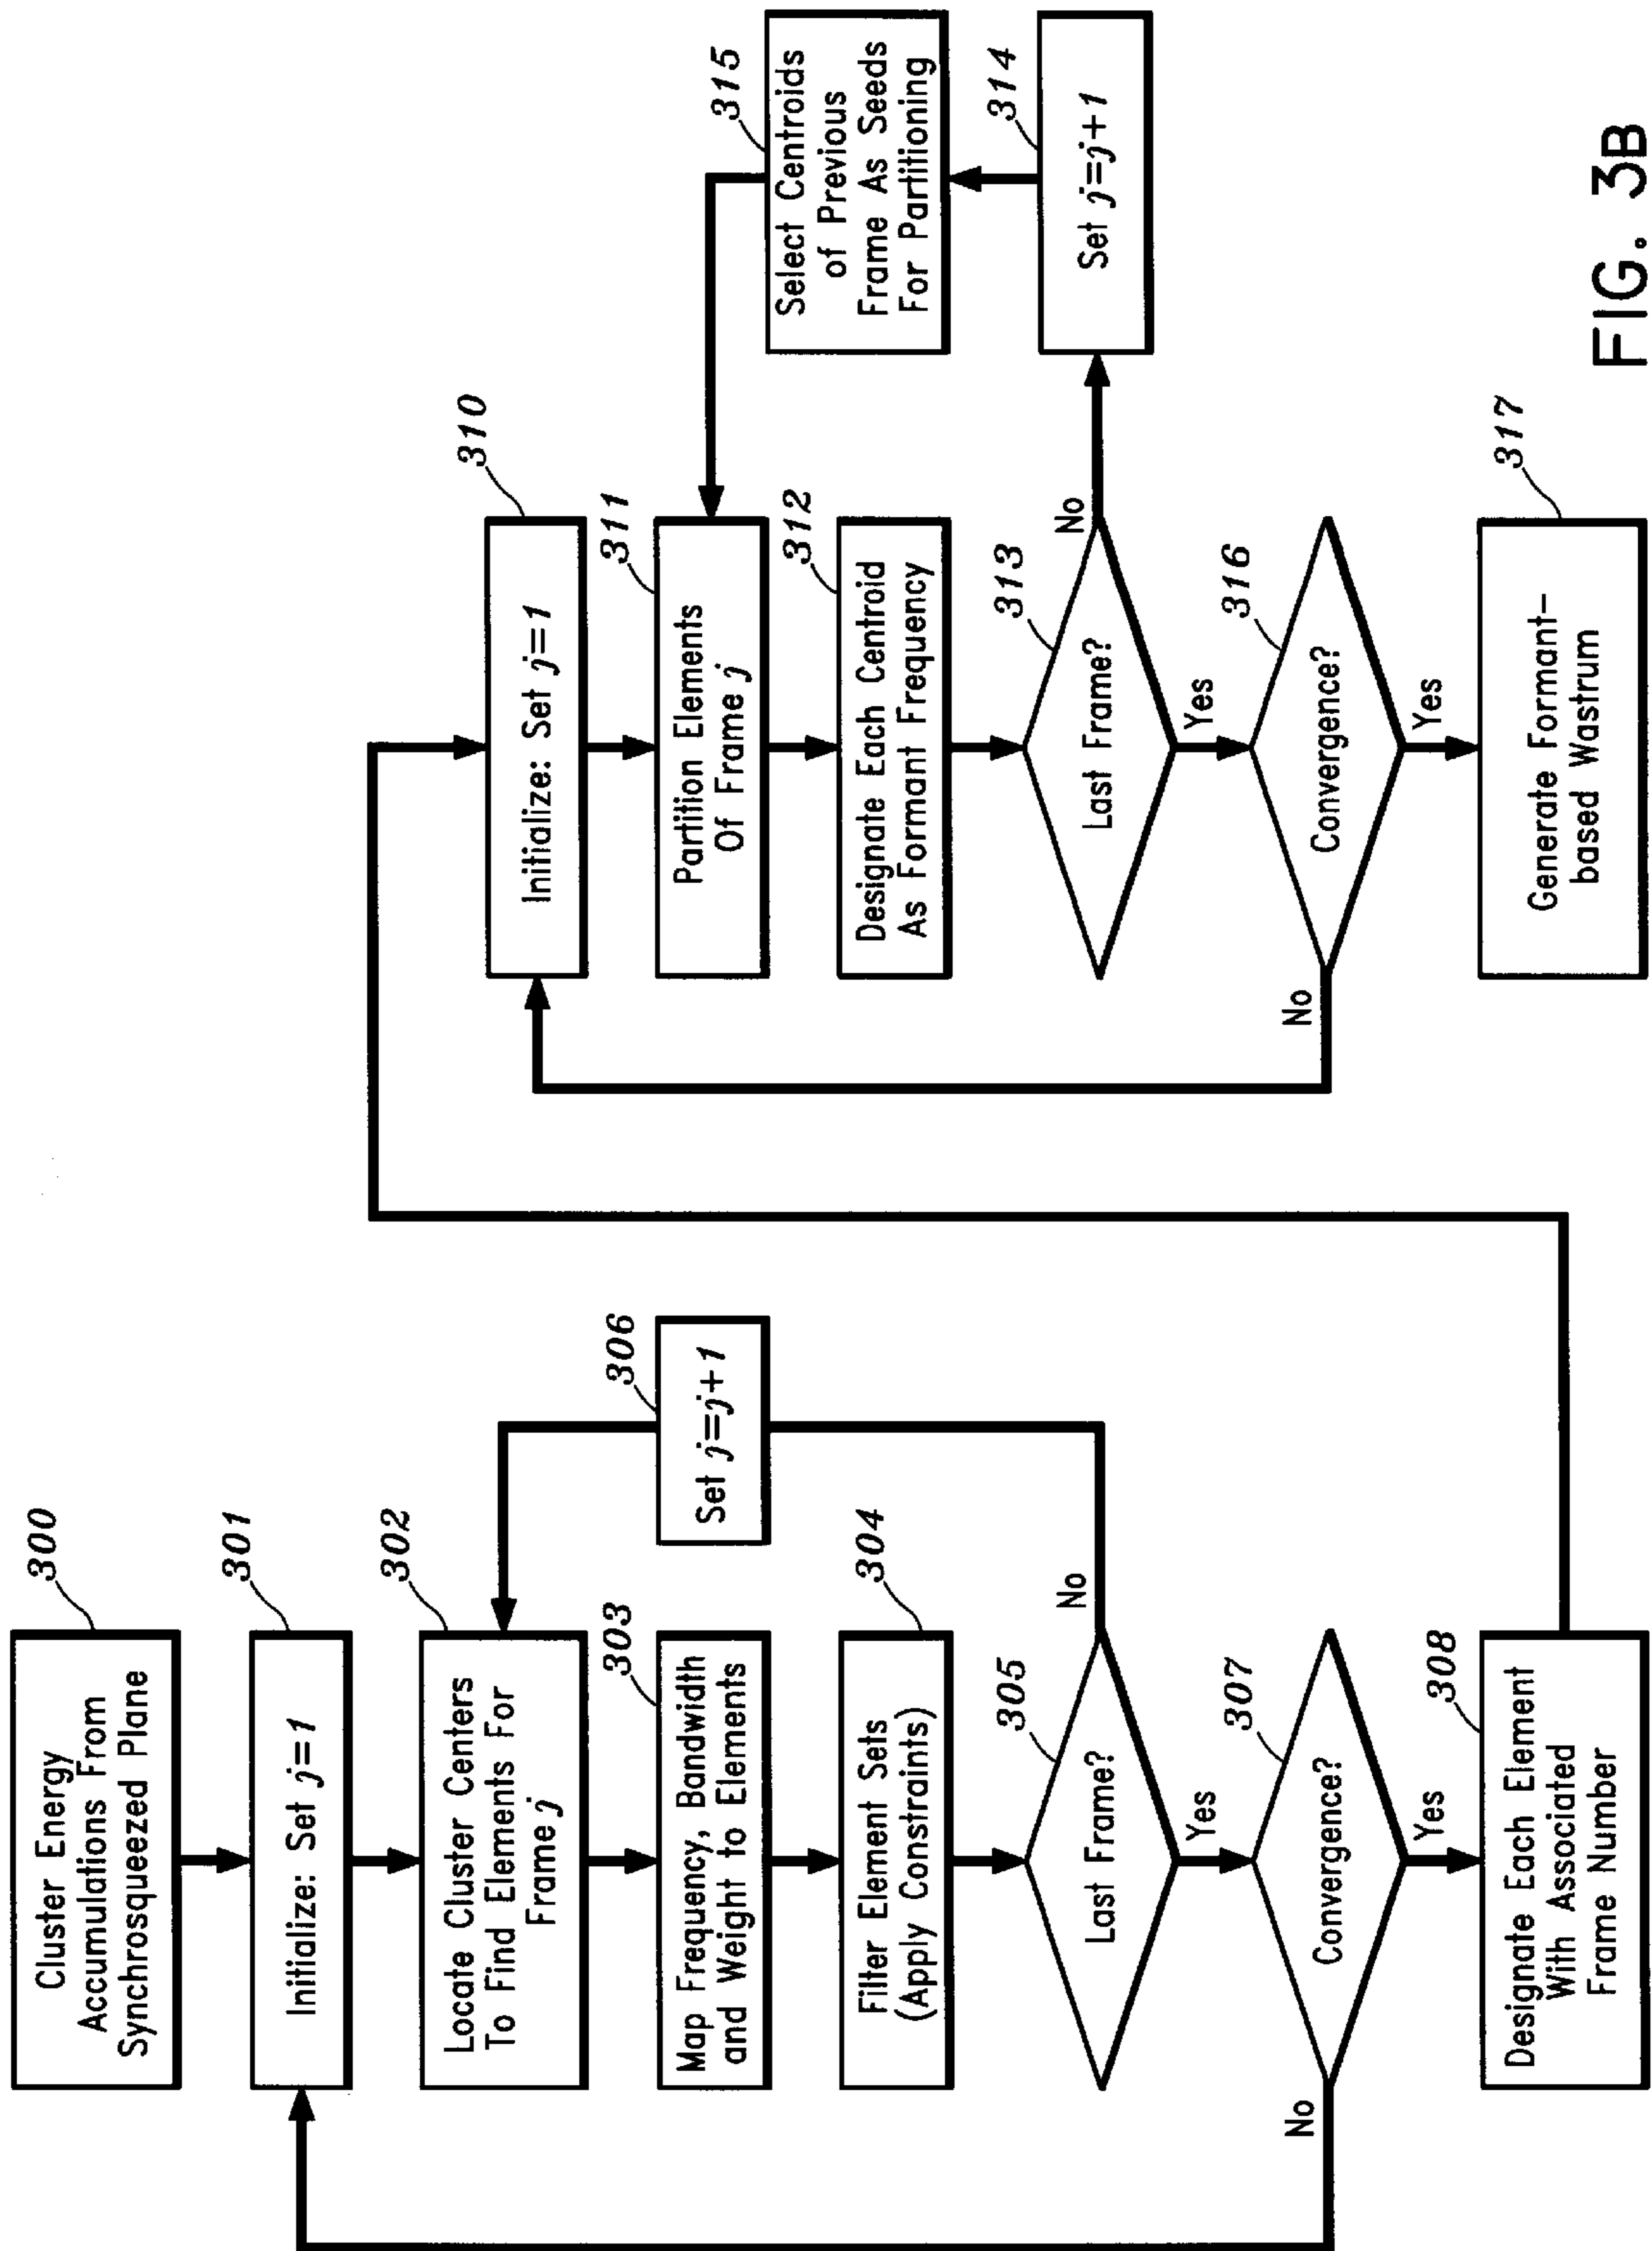 300
Cluster Energy
Accumulations From
Synchrosqueezed Plane
301
Initialize: Set j=1
302
Locate Cluster Centers
To Find Elements For
Frame j
303
Map Frequency, Bandwidth
and Weight to Elements
304
Filter Element Sets
(Apply Constraints)
305
Last Frame?
No
Yes
306
Set j=j+1
307
Convergence?
No
Yes
308
Designate Each Element
With Associated
Frame Number
310
Initialize: Set j=1
311
Partition Elements
Of Frame j
312
Designate Each Centroid
As Formant Frequency
313
Last Frame?
No
Yes
314
Set j=j+1
315
Select Centroids
of Previous
Frame As Seeds
For Partitioning
316
Convergence?
No
Yes
317
Generate Formant-
based Wastrum
FIG. 3B